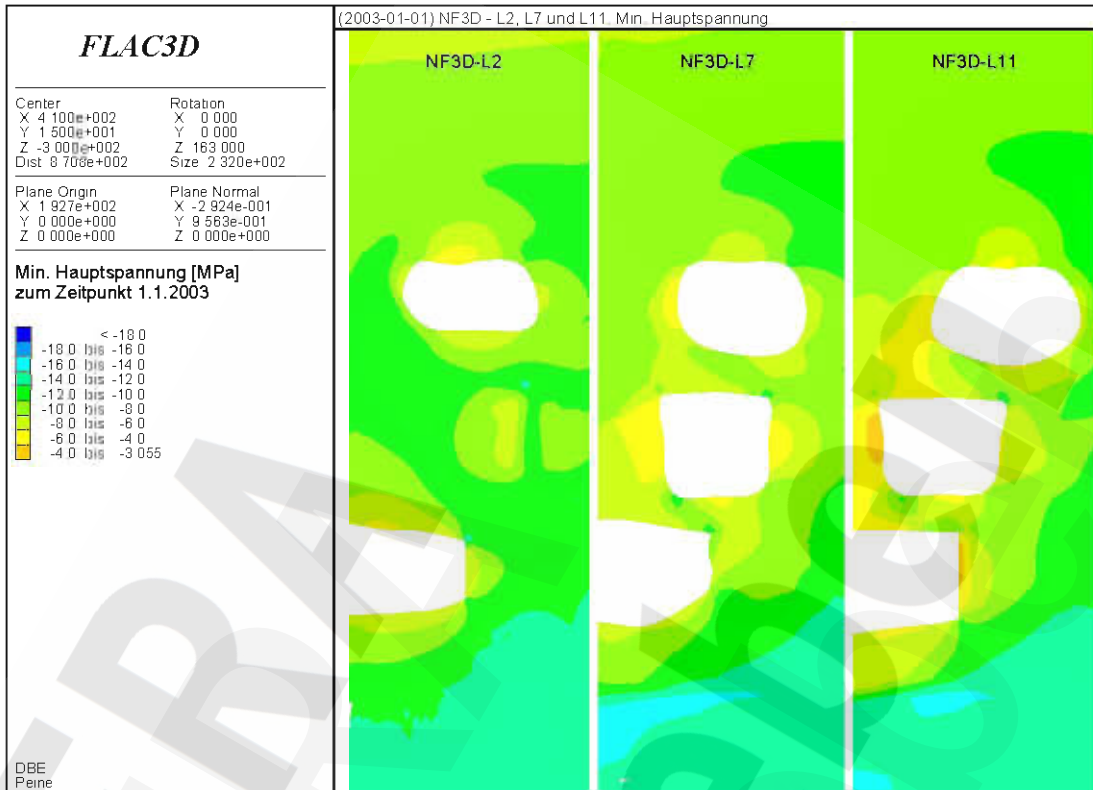 (2003-01-01) NF3D - L2, L7 und L11. Min. Hauptspannung
FLAC3D
Center Rotation
X 4 100e+002 X 0 000
Y 1 500e+001 Y 0 000
Z -3 000e+002 Z 163 000
Dist 8 708e+002 Size 2 320e+002
Plane Origin Plane Normal
X 1 927e+002 X -2 924e-001
Y 0 000e+000 Y 9 563e-001
Z 0 000e+000 Z 0 000e+000
Min. Hauptspannung [MPa]
zum Zeitpunkt 1.1.2003
< -18 0
-18 0 bis -16 0
-16 0 bis -14 0
-14 0 bis -12 0
-12.0 bis -10 0
-10 0 bis -8 0
-8 0 bis -6 0
-6 0 bis -4 0
-4 0 bis -3 055
DBE
Peine
NF3D-L2
NF3D-L7
NF3D-L11